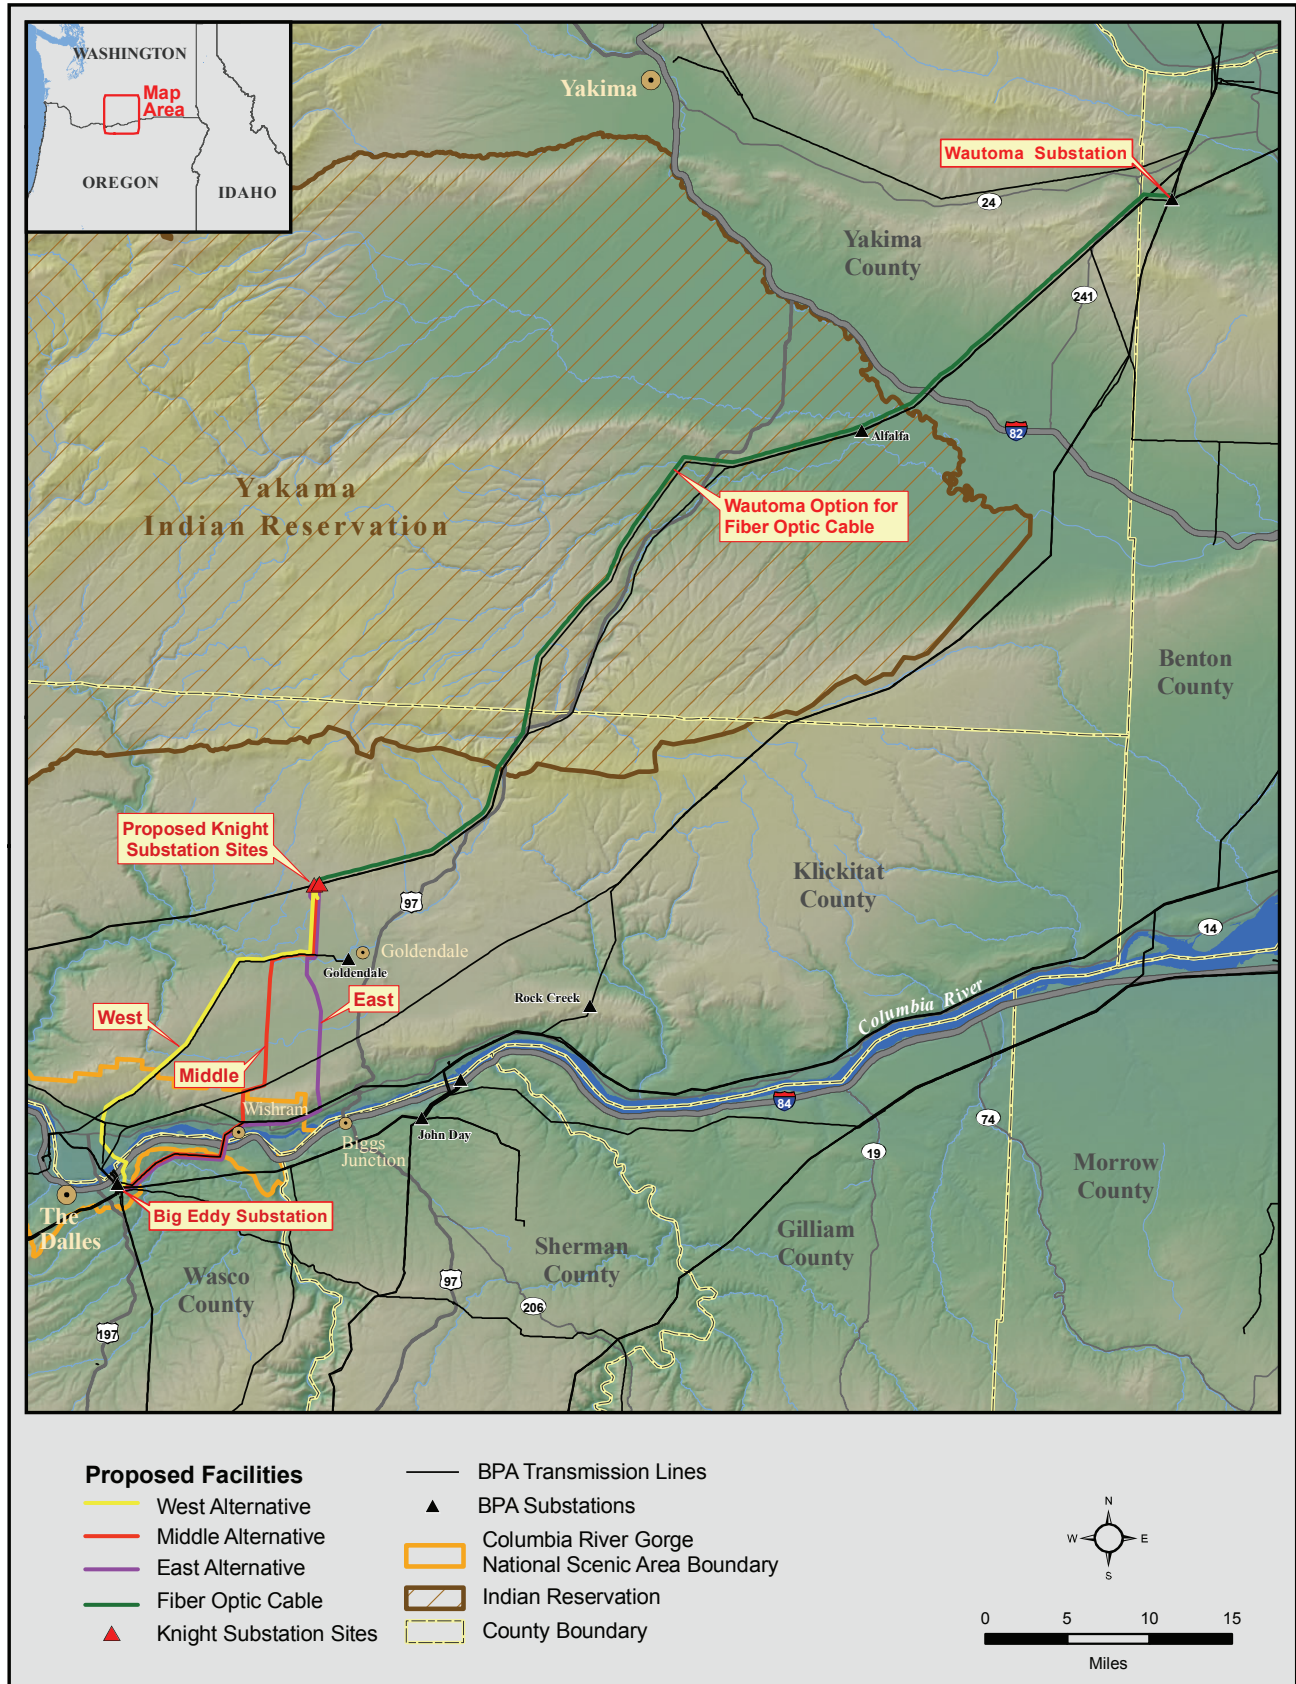 WASHINGTON
Map
Area
OREGON
IDAHO
Yakima
Wautoma Substation
24
Yakima
County
241
82
Alfalfa
Wautoma Option for
Fiber Optic Cable
Yakama
Indian Reservation
Benton
County
Proposed Knight
Substation Sites
97
Klickitat
County
14
Goldendale
Goldendale
Rock Creek
East
West
Columbia River
Middle
84
Wishram
74
John Day
Biggs
Junction
19
Morrow
County
The
Dalles
Big Eddy Substation
Gilliam
County
Sherman
County
Wasco
County
97
206
197
Proposed Facilities
West Alternative
Middle Alternative
East Alternative
Fiber Optic Cable
Knight Substation Sites
BPA Transmission Lines
BPA Substations
Columbia River Gorge
National Scenic Area Boundary
Indian Reservation
County Boundary
N
W
E
S
0 5 10 15
Miles